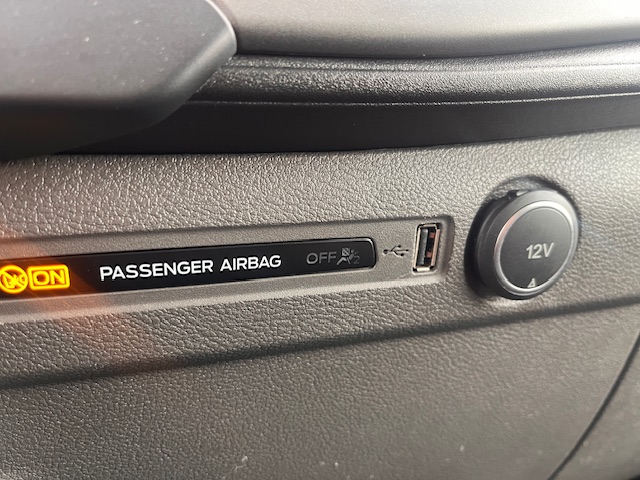 ON PASSENGER AIRBAG OFF
12V